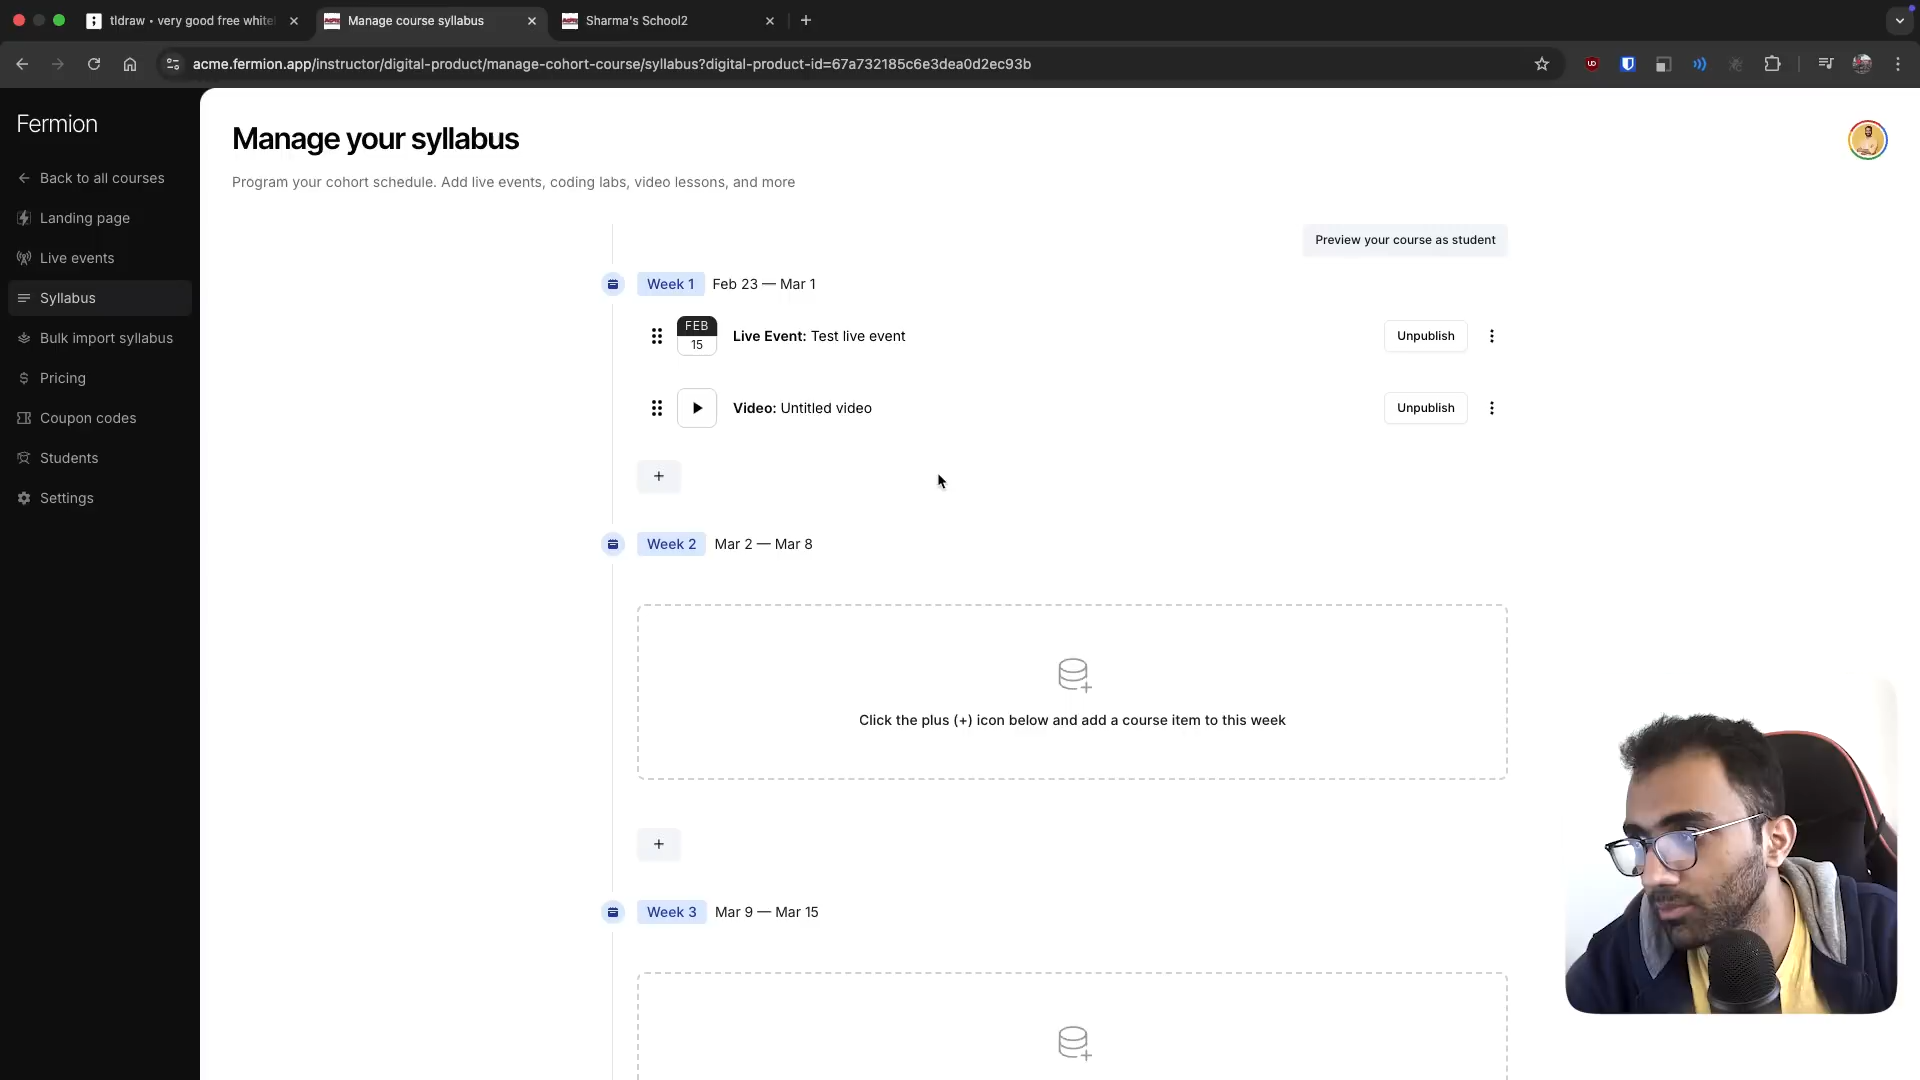 tldraw • very good free white
Manage course syllabus
Sharma's School2
acme.fermion.app/instructor/digital-product/manage-cohort-course/syllabus?digital-product-id=67a732185c6e3dea0d2ec93b
Fermion
Back to all courses
Landing page
Live events
Syllabus
Bulk import syllabus
Pricing
Coupon codes
Students
Settings
Manage your syllabus
Program your cohort schedule. Add live events, coding labs, video lessons, and more
Preview your course as student
Week 1 Feb 23 — Mar 1
FEB
15
Live Event: Test live event
Unpublish
Video: Untitled video
Unpublish
+
Week 2 Mar 2 — Mar 8
Click the plus (+) icon below and add a course item to this week
+
Week 3 Mar 9 — Mar 15